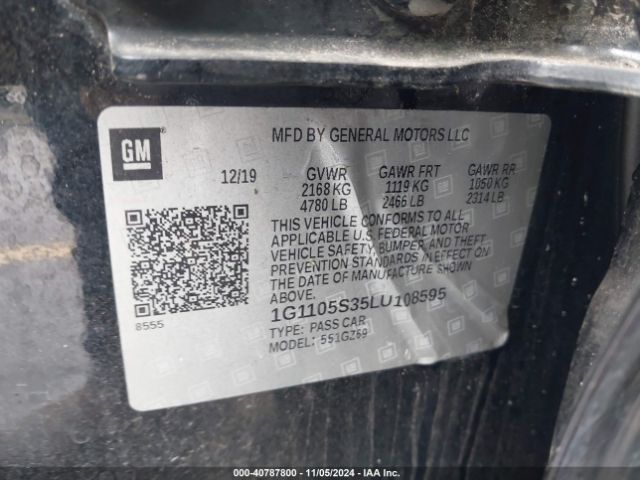 GM
®
MFD BY GENERAL MOTORS LLC
12/19 GVWR GAWR FRT GAWR RR
2168 KG 1119 KG 1050 KG
4780 LB 2466 LB 2314 LB
THIS VEHICLE CONFORMS TO ALL
APPLICABLE U.S. FEDERAL MOTOR
VEHICLE SAFETY, BUMPER, AND THEFT
PREVENTION STANDARDS IN EFFECT ON
THE DATE OF MANUFACTURE SHOWN
ABOVE.
1G1105S35LU108595
TYPE: PASS CAR
MODEL: 551GZ69
8555
000-40787800 - 11/05/2024 - IAA Inc.